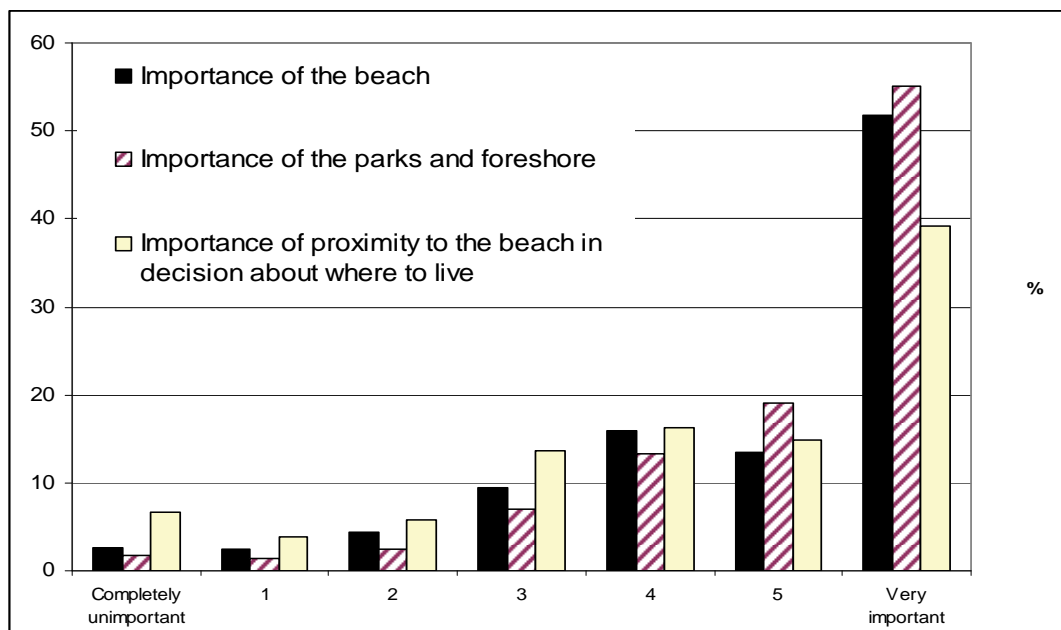 60
50
40
30
20
10
0
Importance of the beach
Importance of the parks and foreshore
Importance of proximity to the beach in
decision about where to live
%
Completely
unimportant
1
2
3
4
5
Very
important